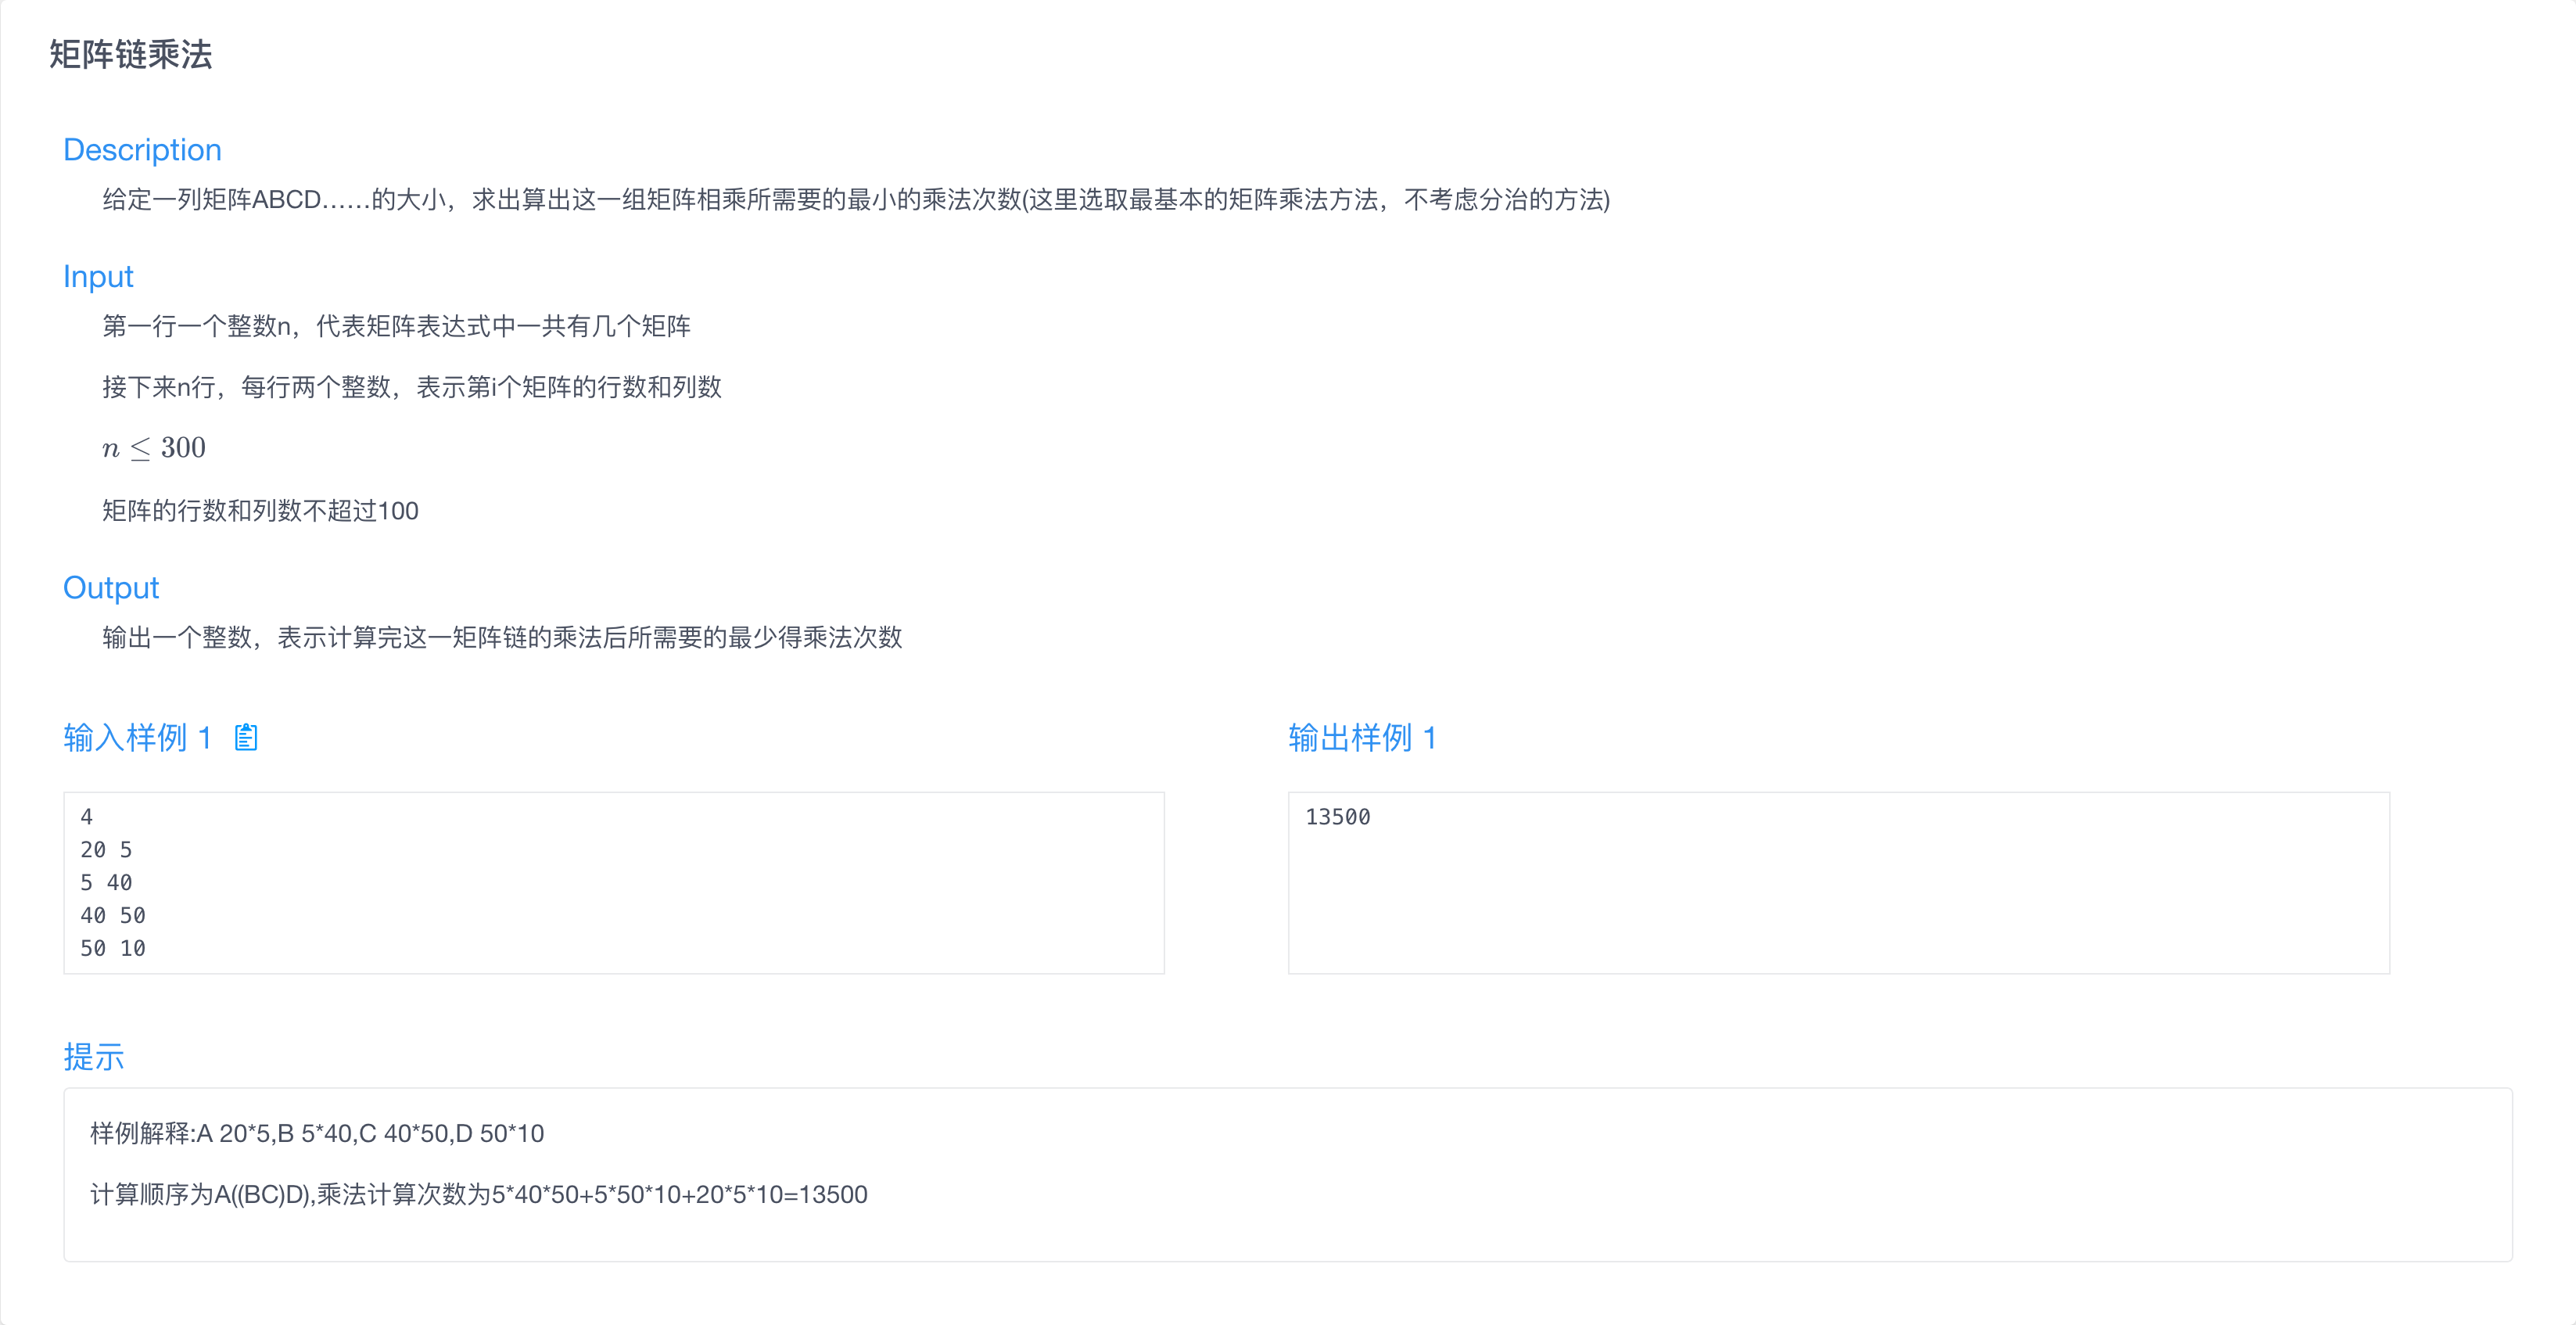 矩阵链乘法
Description
给定一列矩阵ABCD……的大小，求出算出这一组矩阵相乘所需要的最小的乘法次数(这里选取最基本的矩阵乘法方法，不考虑分治的方法)
Input
第一行一个整数n，代表矩阵表达式中一共有几个矩阵
接下来n行，每行两个整数，表示第i个矩阵的行数和列数
n ≤ 300
矩阵的行数和列数不超过100
Output
输出一个整数，表示计算完这一矩阵链的乘法后所需要的最少得乘法次数
输入样例 1
4
20 5
5 40
40 50
50 10
输出样例 1
13500
提示
样例解释:A 20*5,B 5*40,C 40*50,D 50*10
计算顺序为A((BC)D),乘法计算次数为5*40*50+5*50*10+20*5*10=13500